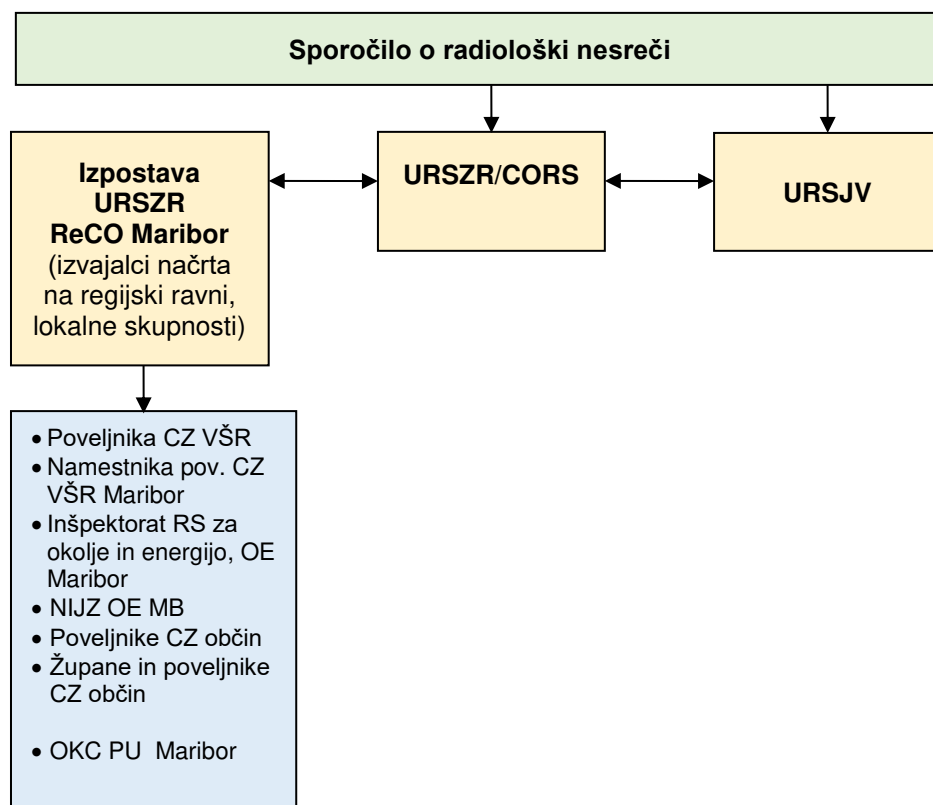 Sporočilo o radiološki nesreči
Izpostava
URSZR
ReCO Maribor
(izvajalci načrta
na regijski ravni,
lokalne skupnosti)
URSZR/CORS
URSJV
• Poveljnika CZ VŠR
• Namestnika pov. CZ
VŠR Maribor
• Inšpektorat RS za
okolje in energijo, OE
Maribor
• NIJZ OE MB
• Poveljnike CZ občin
• Župane in poveljnike
CZ občin
• OKC PU Maribor